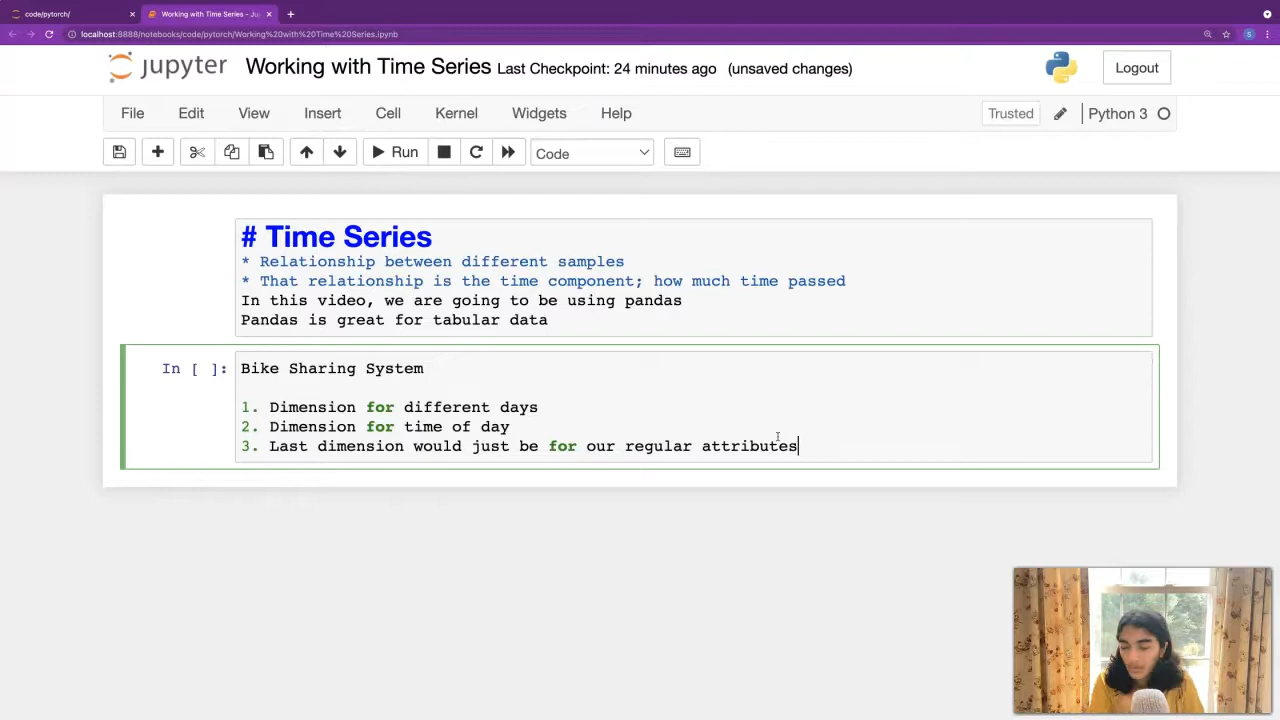 code/pytorch/
Working with Time Series - Ju
localhost:8888/notebooks/code/pytorch/Working%20with%20Time%20Series.ipynb
S
jupyter Working with Time Series Last Checkpoint: 24 minutes ago (unsaved changes)
Logout
File Edit View Insert Cell Kernel Widgets Help
Trusted
Python 3
Run
Code
# Time Series
* Relationship between different samples
* That relationship is the time component; how much time passed
In this video, we are going to be using pandas
Pandas is great for tabular data
In [ ]: Bike Sharing System
1. Dimension for different days
2. Dimension for time of day
3. Last dimension would just be for our regular attributes